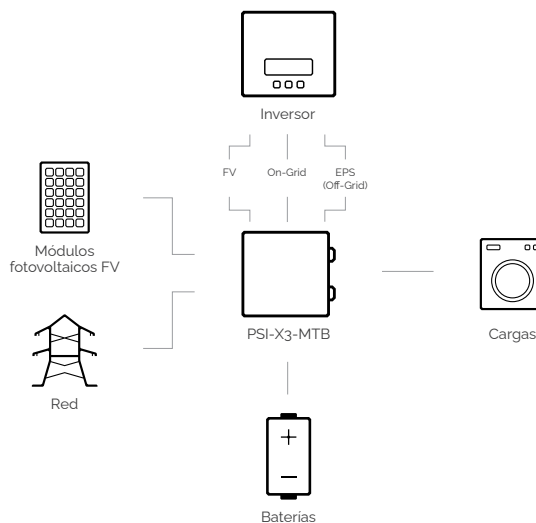 Inversor
FV
On-Grid
EPS
(Off-Grid)
Módulos
fotovoltaicos FV
PSI-X3-MTB
Cargas
Red
Baterías